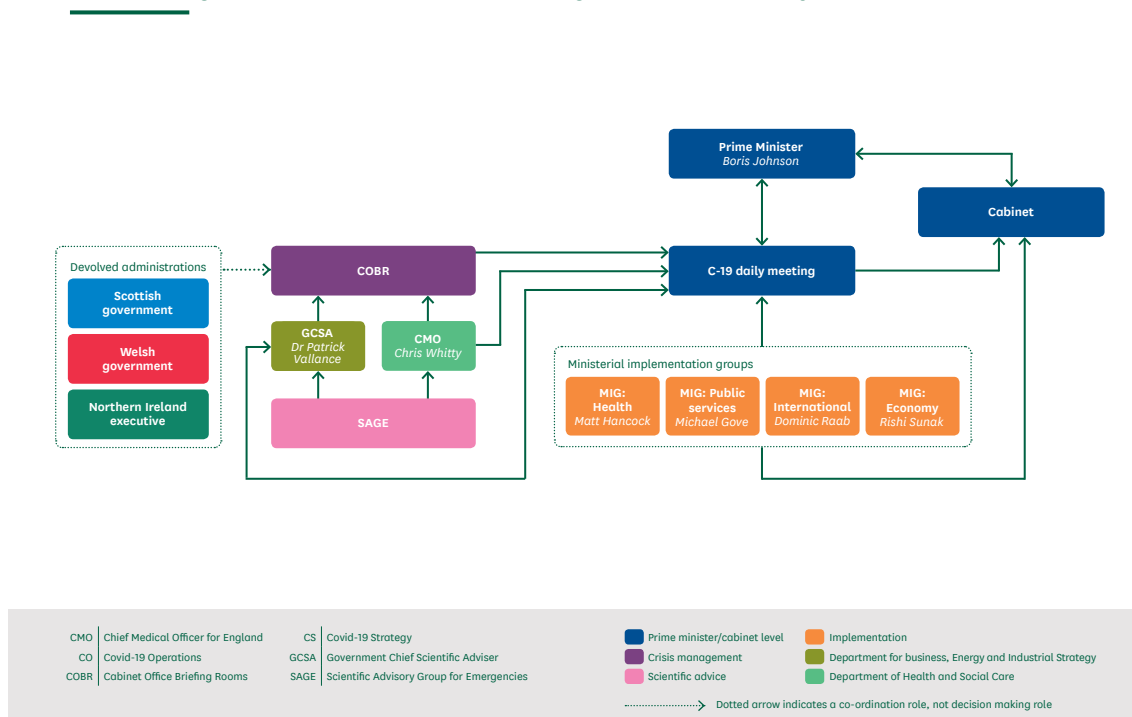 Prime Minister
Boris Johnson
Cabinet
Devolved administrations
Scottish
government
Welsh
government
Northern Ireland
executive
COBR
C-19 daily meeting
GCSA
Dr Patrick
Vallance
CMO
Chris Whitty
SAGE
Ministerial implementation groups
MIG:
Health
Matt Hancock
MIG: Public
services
Michael Gove
MIG:
International
Dominic Raab
MIG:
Economy
Rishi Sunak
CMO Chief Medical Officer for England
CO Covid-19 Operations
COBR Cabinet Office Briefing Rooms
CS Covid-19 Strategy
GCSA Government Chief Scientific Adviser
SAGE Scientific Advisory Group for Emergencies
Prime minister/cabinet level
Crisis management
Scientific advice
Implementation
Department for business, Energy and Industrial Strategy
Department of Health and Social Care
Dotted arrow indicates a co-ordination role, not decision making role